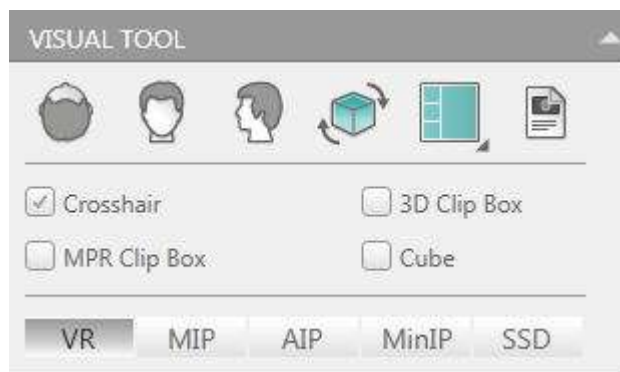 VISUAL TOOL
Crosshair 3D Clip Box
MPR Clip Box Cube
VR MIP AIP MinIP SSD